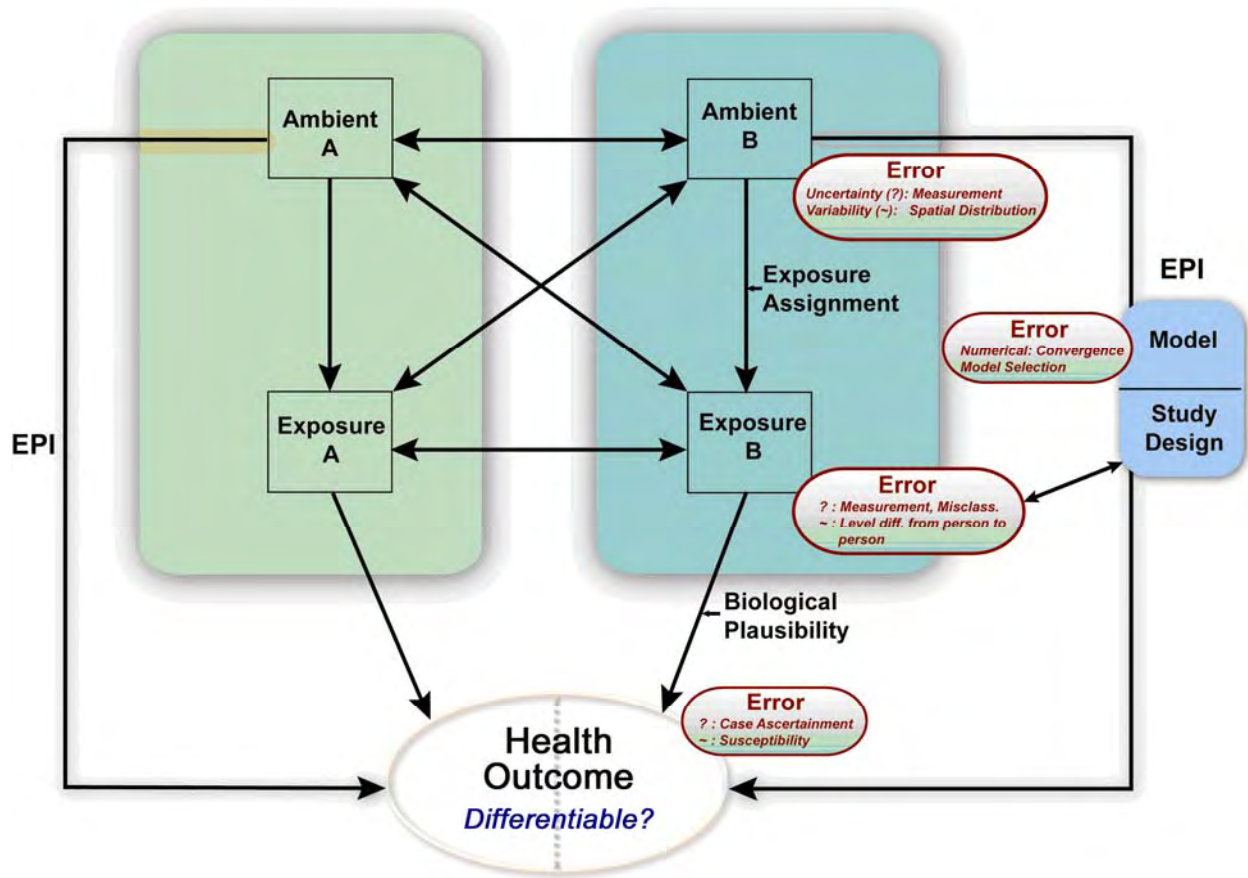 Ambient
A
Ambient
B
Error
Uncertainty (?): Measurement
Variability (~): Spatial Distribution
Exposure
Assignment
EPI
Error
Numerical: Convergence
Model Selection
Model
Study
Design
EPI
Exposure
A
Exposure
B
Error
? : Measurement, Misclass.
~ : Level diff. from person to
person
Biological
Plausibility
Error
? : Case Ascertainment
~ : Susceptibility
Health
Outcome
Differentiable?